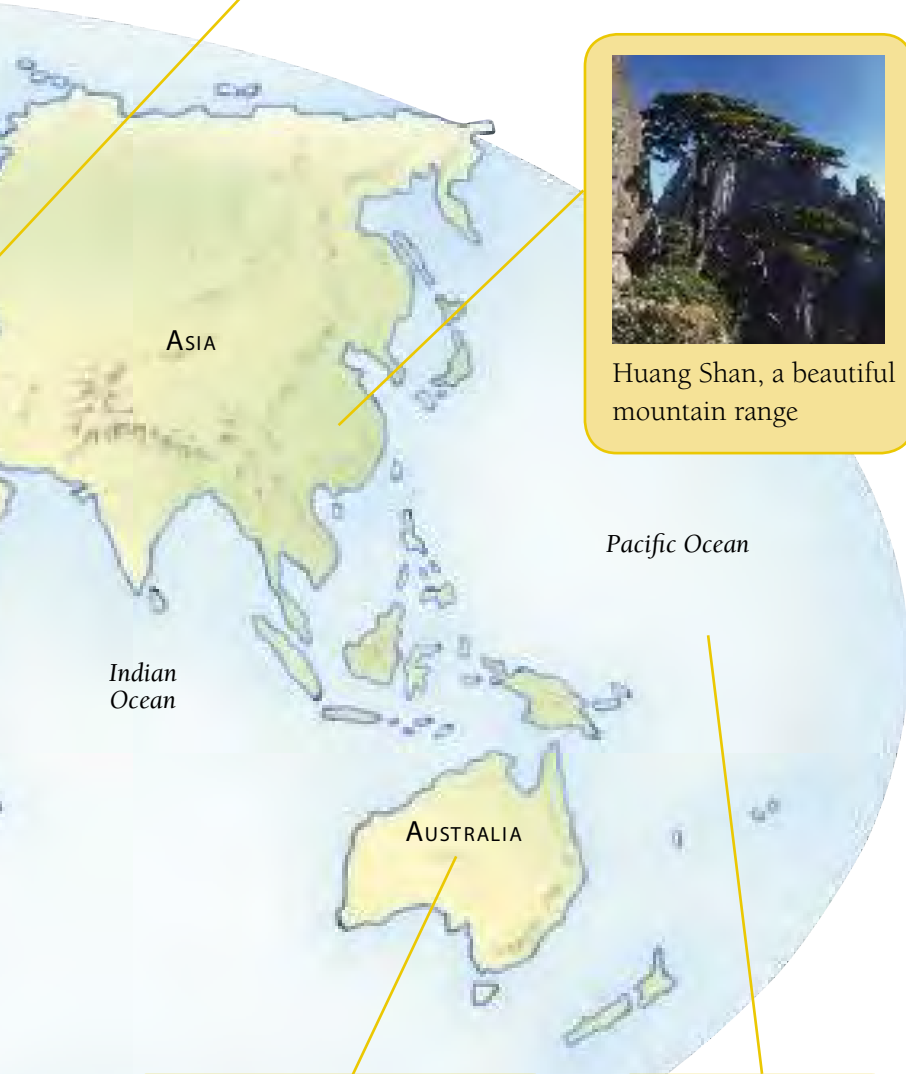 ASIA
Huang Shan, a beautiful
mountain range
Pacific Ocean
Indian
Ocean
AUSTRALIA